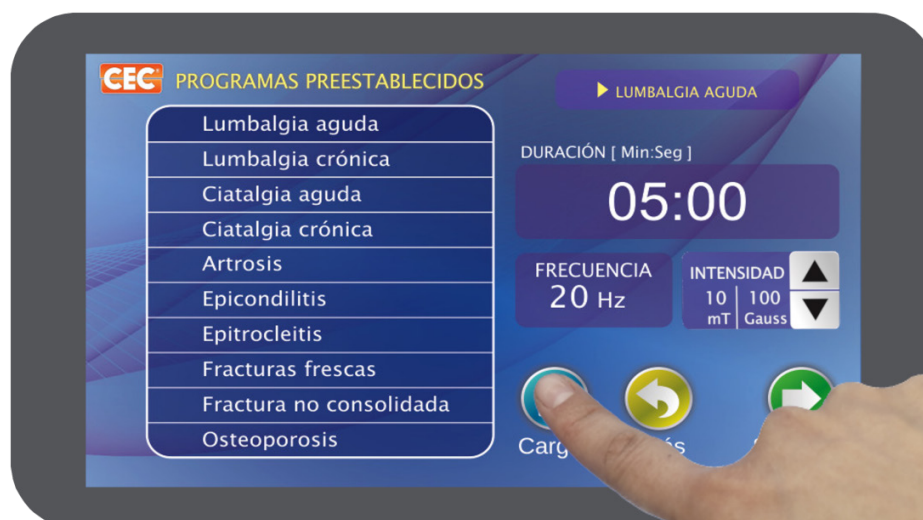 CEC
PROGRAMAS PREESTABLECIDOS
Lumbalgia aguda
Lumbalgia crónica
Ciatalgia aguda
Ciatalgia crónica
Artrosis
Epicondilitis
Epitrocleitis
Fracturas frescas
Fractura no consolidada
Osteoporosis
LUMBALGIA AGUDA
DURACIÓN [ Min:Seg ]
05:00
FRECUENCIA
20 Hz
INTENSIDAD
10 100
mT Gauss